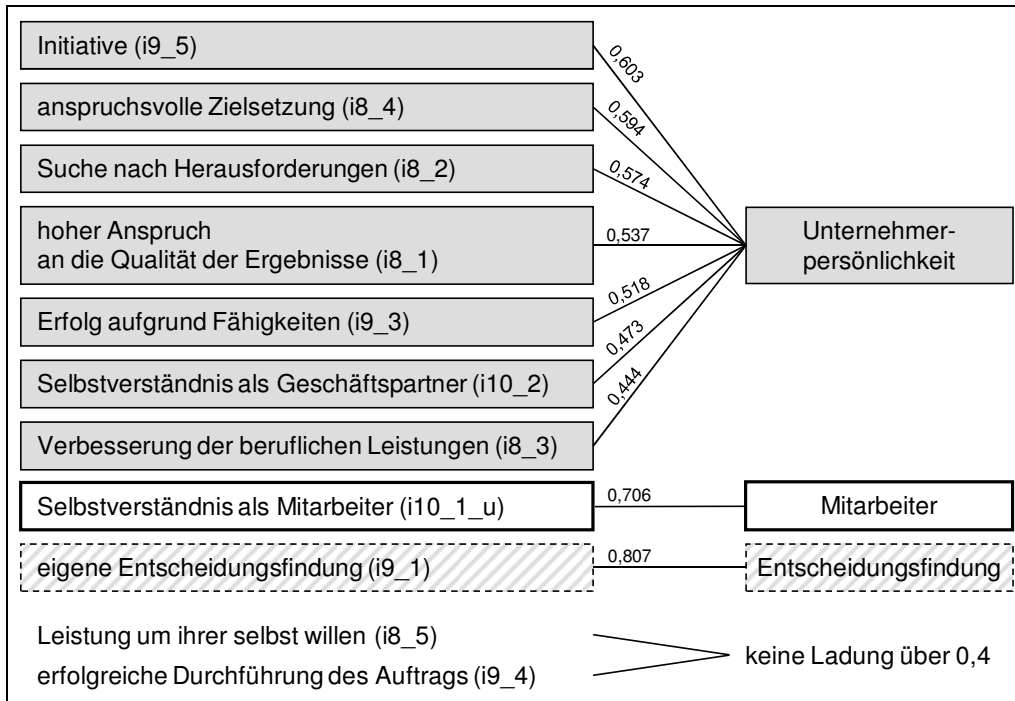 Initiative (i9_5)
0,603
anspruchsvolle Zielsetzung (i8_4)
0,594
Suche nach Herausforderungen (i8_2)
0,574
hoher Anspruch
an die Qualität der Ergebnisse (i8_1)
0,537
Unternehmer-
persönlichkeit
Erfolg aufgrund Fähigkeiten (i9_3)
0,518
Selbstverständnis als Geschäftspartner (i10_2)
0,473
Verbesserung der beruflichen Leistungen (i8_3)
0,444
Selbstverständnis als Mitarbeiter (i10_1_u)
0,706
Mitarbeiter
eigene Entscheidungsfindung (i9_1)
0,807
Entscheidungsfindung
Leistung um ihrer selbst willen (i8_5)
erfolgreiche Durchführung des Auftrags (i9_4)
keine Ladung über 0,4